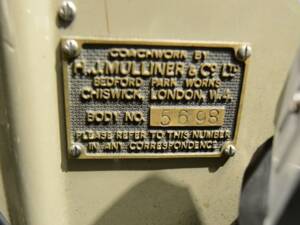 COACHWORK BY
H.J. MULLINER & Co. LTD
BEDFORD PARK WORKS
CHISWICK, LONDON, W.4.
BODY NO. 5698
PLEASE REFER TO THIS NUMBER
IN ANY CORRESPONDENCE